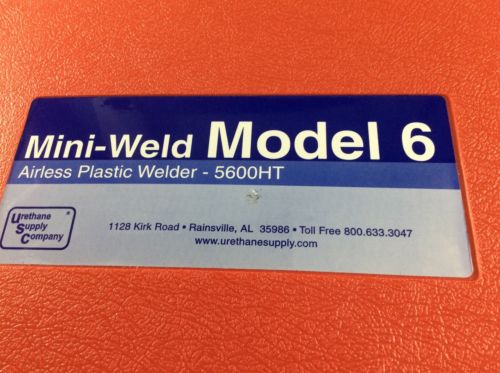 Mini-Weld Model 6
Airless Plastic Welder - 5600HT
Urethane
Supply
Company
®
1128 Kirk Road • Rainsville, AL 35986 • Toll Free 800.633.3047
www.urethanesupply.com